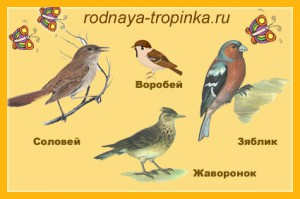 rodnaya-tropinka.ru
Воробей
Соловей
Зяблик
Жаворонок